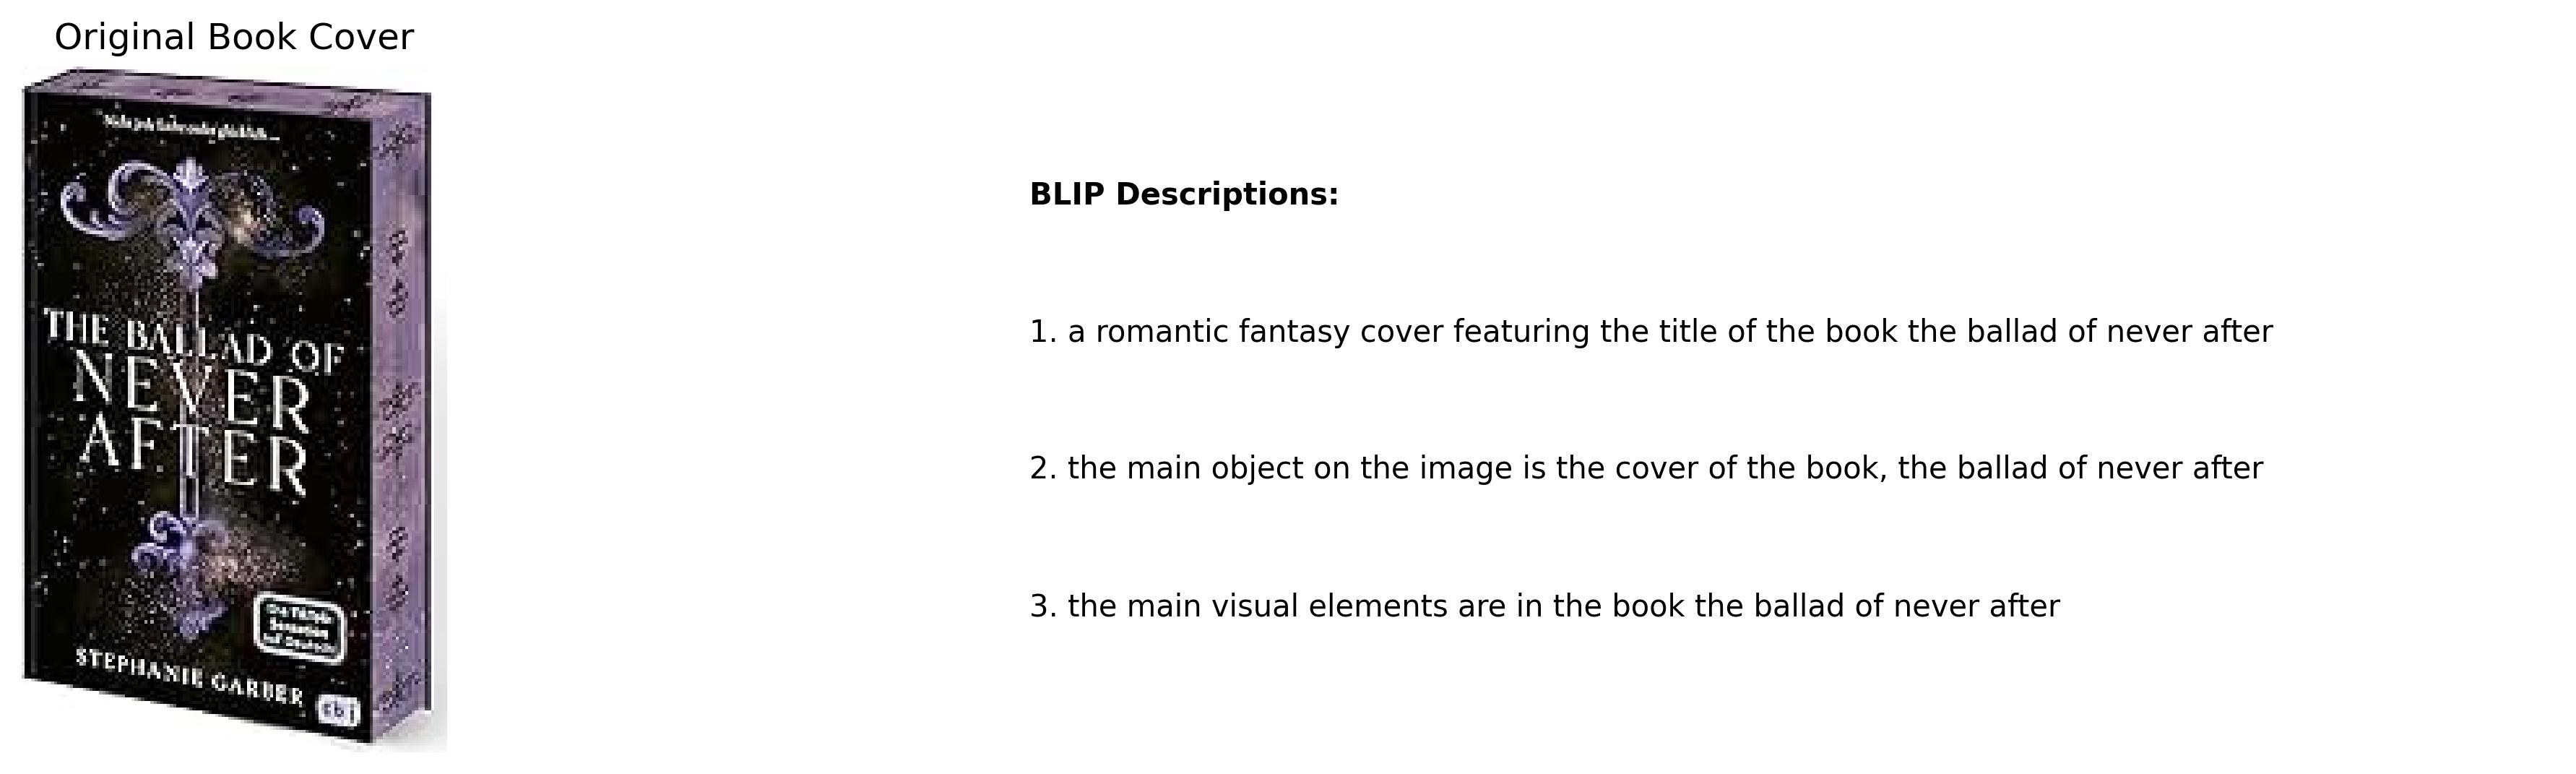 Original Book Cover
THE BALLAD OF
NEVER
AFTER
STEPHANIE GARBER
cbj
BLIP Descriptions:
1. a romantic fantasy cover featuring the title of the book the ballad of never after
2. the main object on the image is the cover of the book, the ballad of never after
3. the main visual elements are in the book the ballad of never after